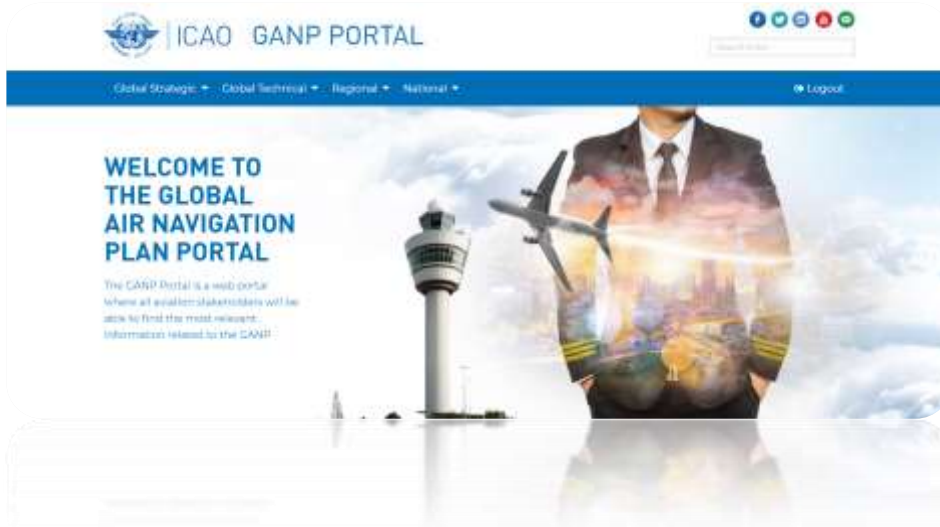 ICAO GANP PORTAL
Global Strategic Global Technical Regional National Logout
WELCOME TO
THE GLOBAL
AIR NAVIGATION
PLAN PORTAL
The GANP Portal is a web portal
where all aviation stakeholders will be
able to find the most relevant
information related to the GANP